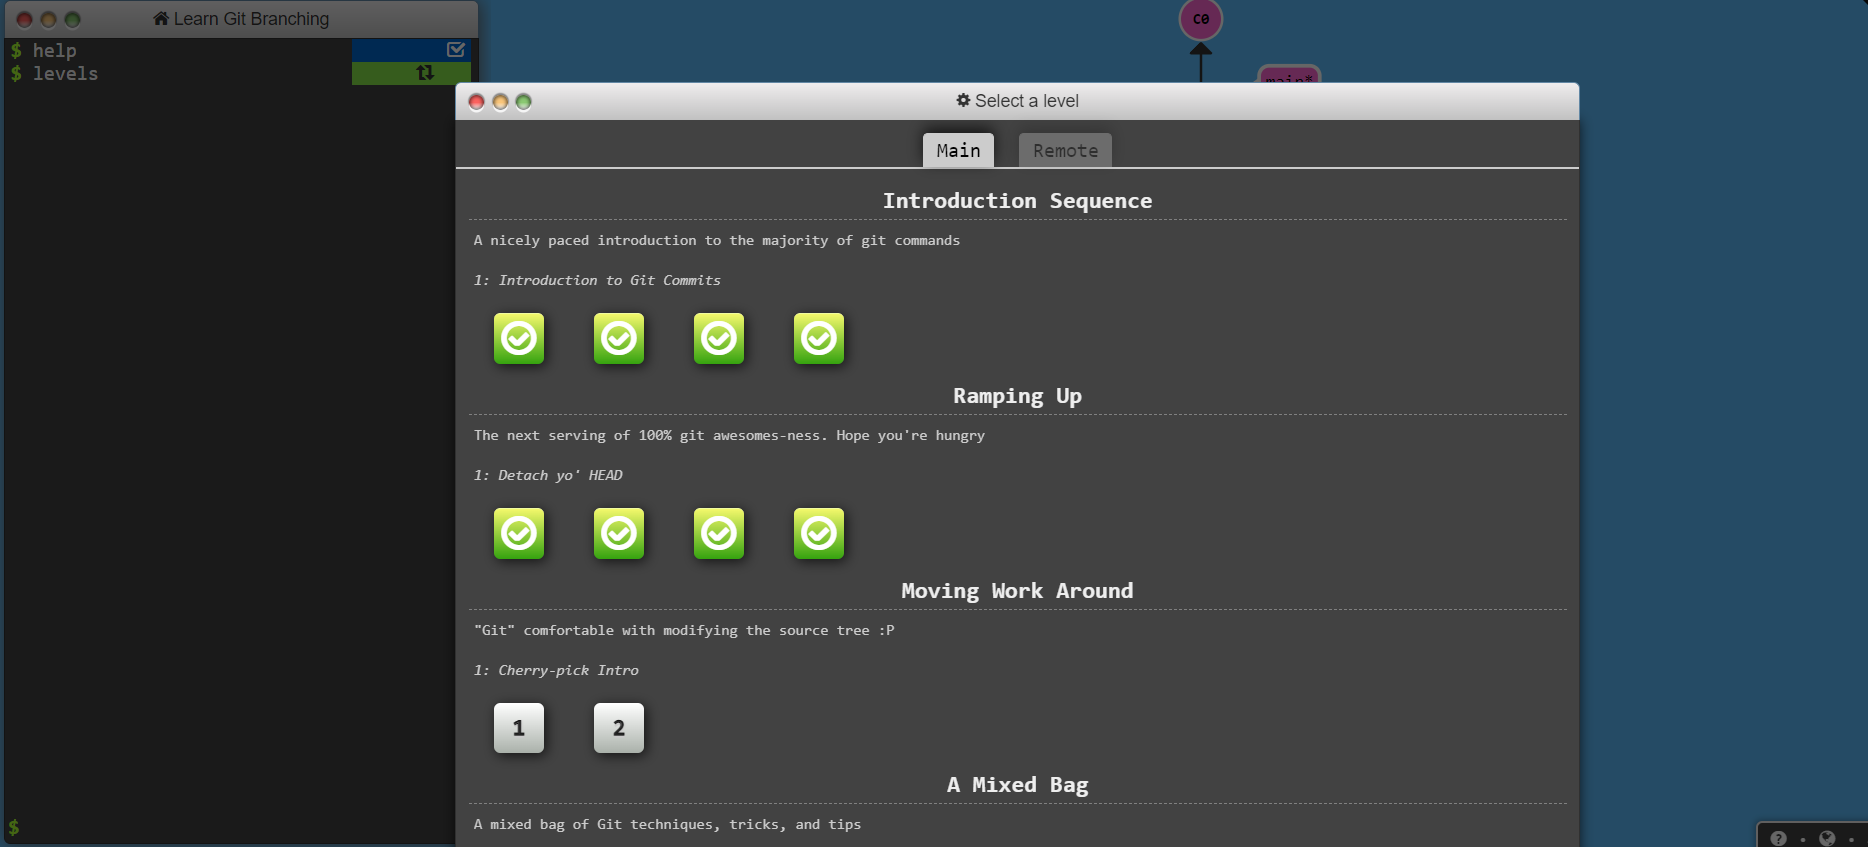 Learn Git Branching
$ help
$ levels
C0
main*
Select a level
Main
Remote
Introduction Sequence
A nicely paced introduction to the majority of git commands
1: Introduction to Git Commits
Ramping Up
The next serving of 100% git awesomes-ness. Hope you're hungry
1: Detach yo' HEAD
Moving Work Around
"Git" comfortable with modifying the source tree :P
1: Cherry-pick Intro
1
2
A Mixed Bag
A mixed bag of Git techniques, tricks, and tips
$